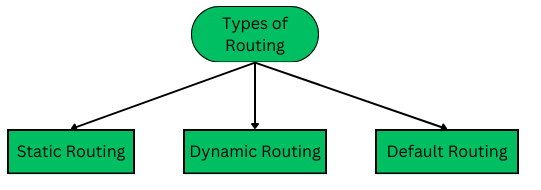 Types of
Routing
Static Routing
Dynamic Routing
Default Routing